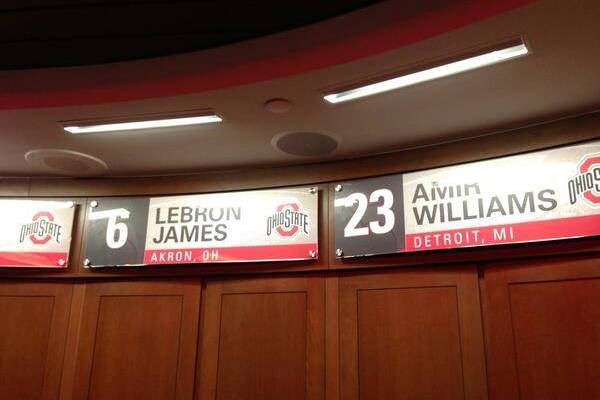 OHIO STATE
6
LEBRON
JAMES
AKRON, OH
OHIO STATE
23
AMIR
WILLIAMS
DETROIT, MI
OHIO STATE